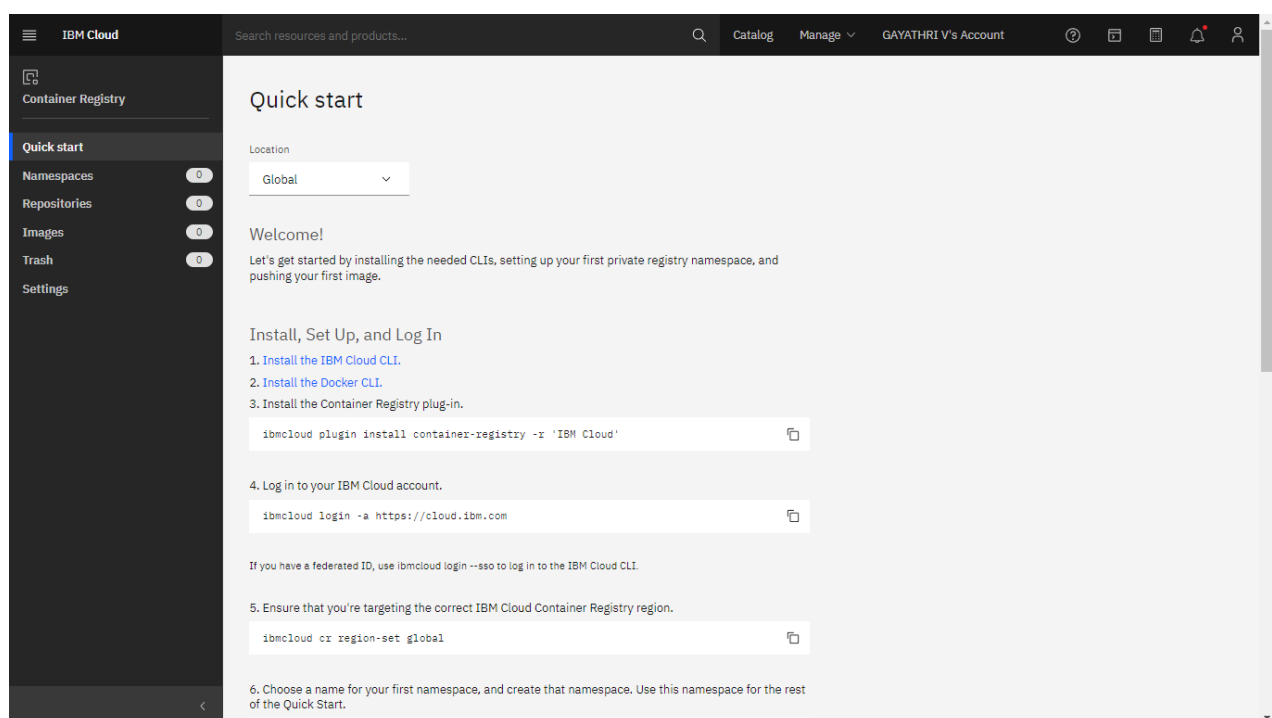 IBM Cloud
Search resources and products...
Catalog
Manage
GAYATHRI V's Account
Container Registry
Quick start
Namespaces
0
Repositories
0
Images
0
Trash
0
Settings
Quick start
Location
Global
Welcome!
Let's get started by installing the needed CLIs, setting up your first private registry namespace, and
pushing your first image.
Install, Set Up, and Log In
1. Install the IBM Cloud CLI.
2. Install the Docker CLI.
3. Install the Container Registry plug-in.
ibmcloud plugin install container-registry -r 'IBM Cloud'
4. Log in to your IBM Cloud account.
ibmcloud login -a https://cloud.ibm.com
If you have a federated ID, use ibmcloud login --sso to log in to the IBM Cloud CLI.
5. Ensure that you're targeting the correct IBM Cloud Container Registry region.
ibmcloud cr region-set global
6. Choose a name for your first namespace, and create that namespace. Use this namespace for the rest
of the Quick Start.